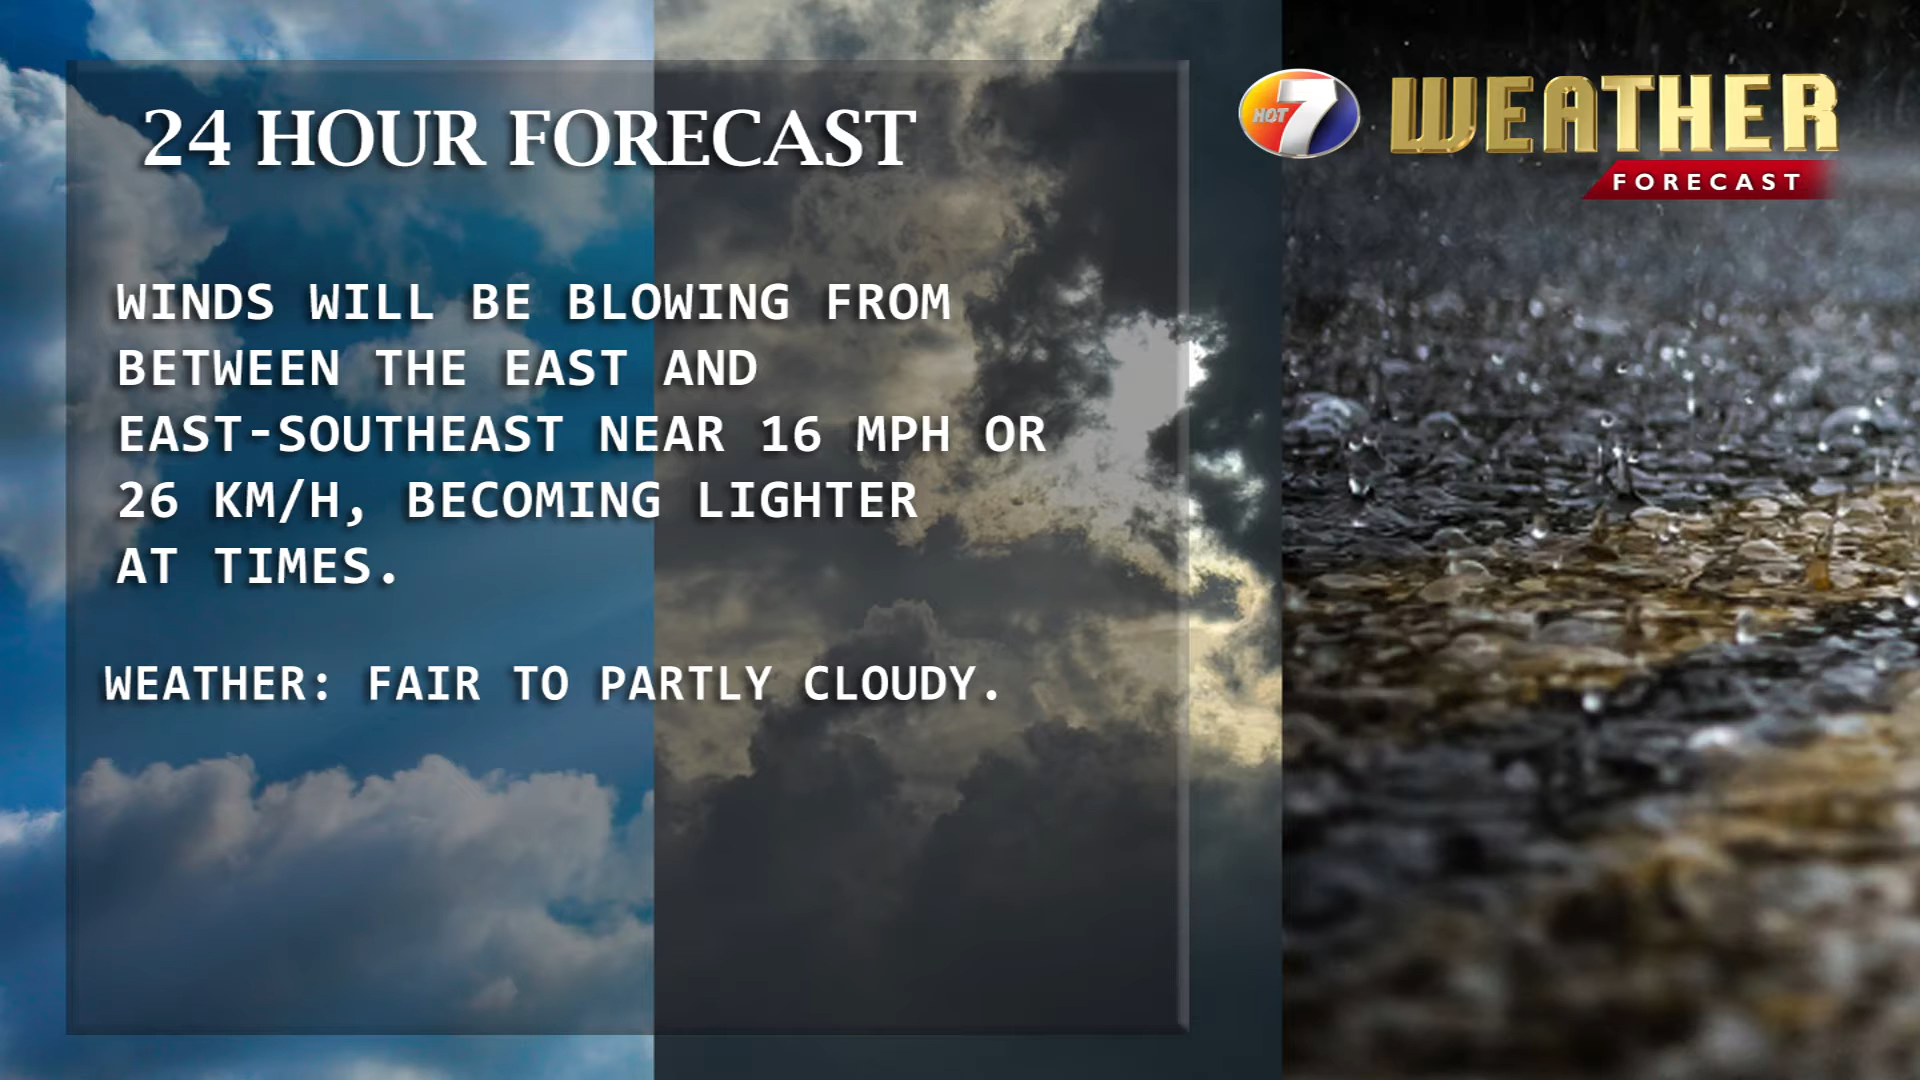 24 HOUR FORECAST
HOT 7 WEATHER
FORECAST
WINDS WILL BE BLOWING FROM
BETWEEN THE EAST AND
EAST-SOUTHEAST NEAR 16 MPH OR
26 KM/H, BECOMING LIGHTER
AT TIMES.
WEATHER: FAIR TO PARTLY CLOUDY.